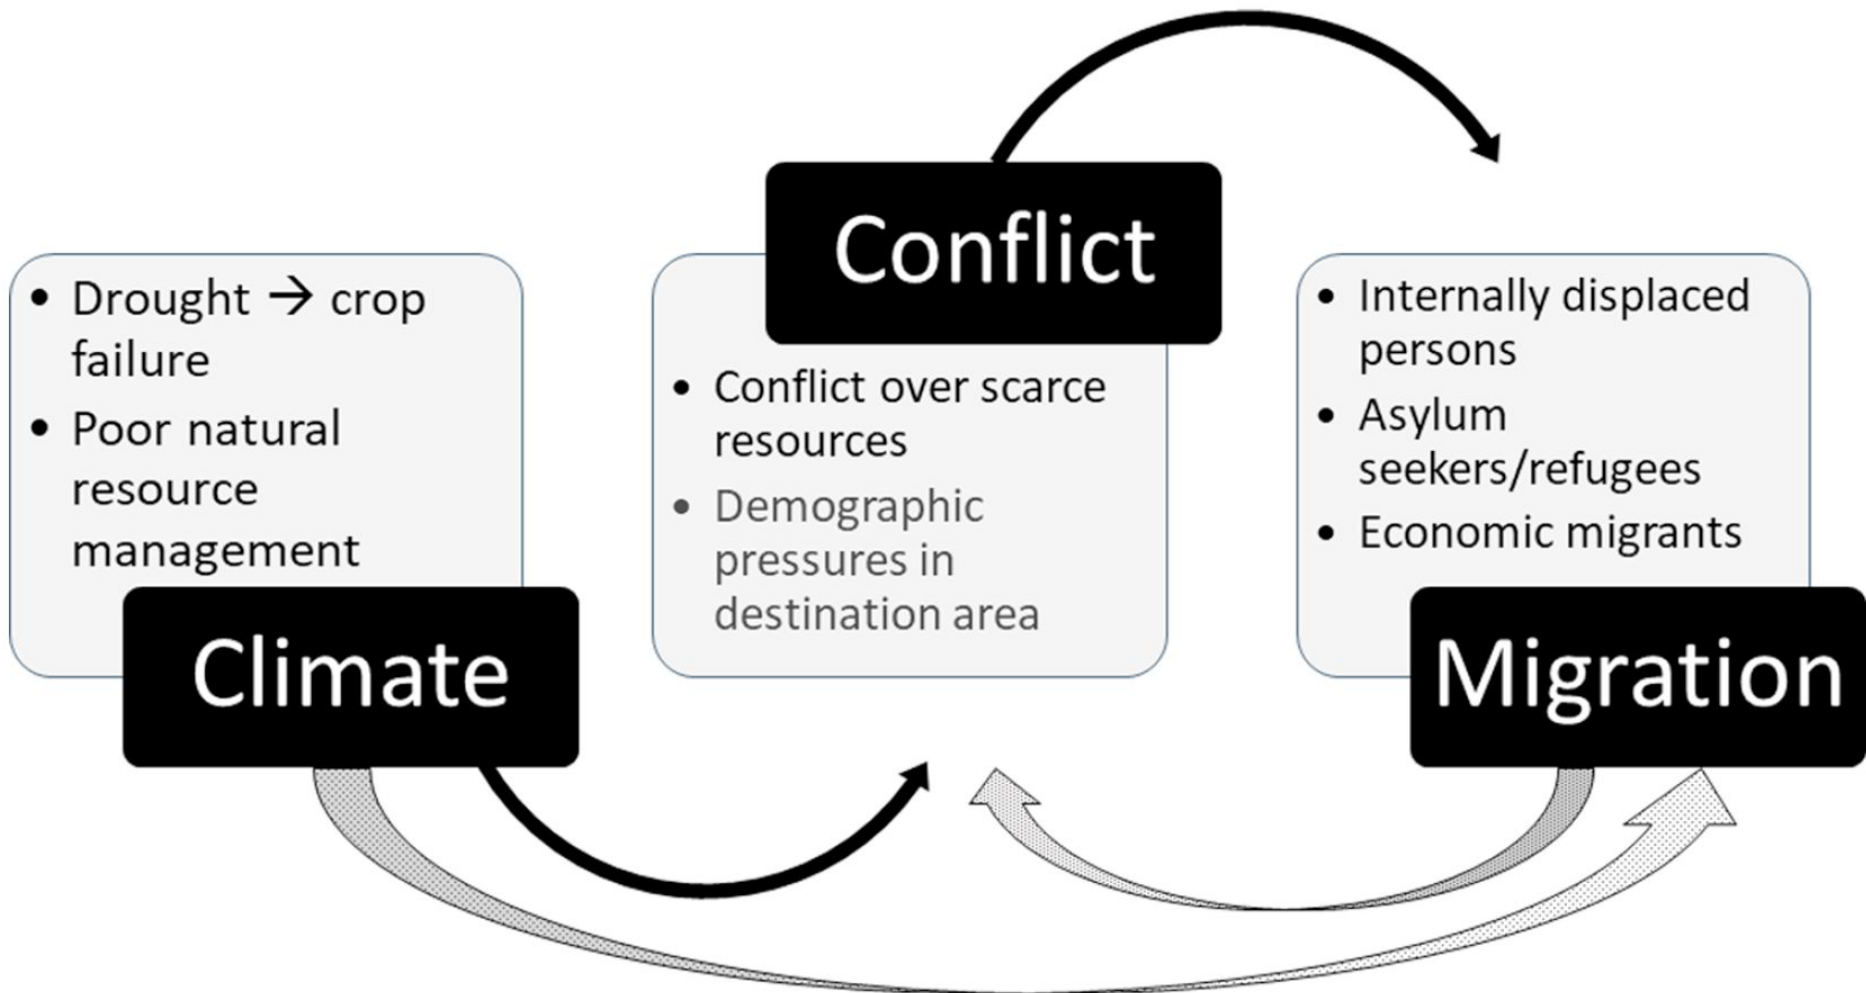 • Drought → crop
failure
• Poor natural
resource
management
Climate
Conflict
• Conflict over scarce
resources
• Demographic
pressures in
destination area
• Internally displaced
persons
• Asylum
seekers/refugees
• Economic migrants
Migration